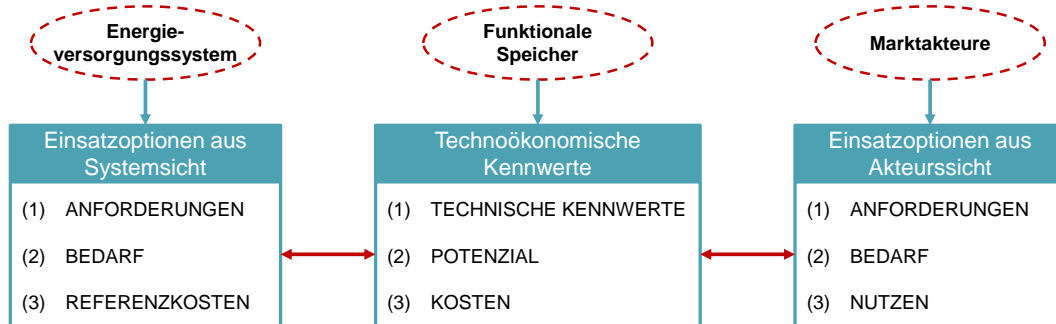 Energie-
versorgungssystem
Funktionale
Speicher
Marktakteure
Einsatzoptionen aus
Systemsicht
(1) ANFORDERUNGEN
(2) BEDARF
(3) REFERENZKOSTEN
Technoökonomische
Kennwerte
(1) TECHNISCHE KENNWERTE
(2) POTENZIAL
(3) KOSTEN
Einsatzoptionen aus
Akteurssicht
(1) ANFORDERUNGEN
(2) BEDARF
(3) NUTZEN